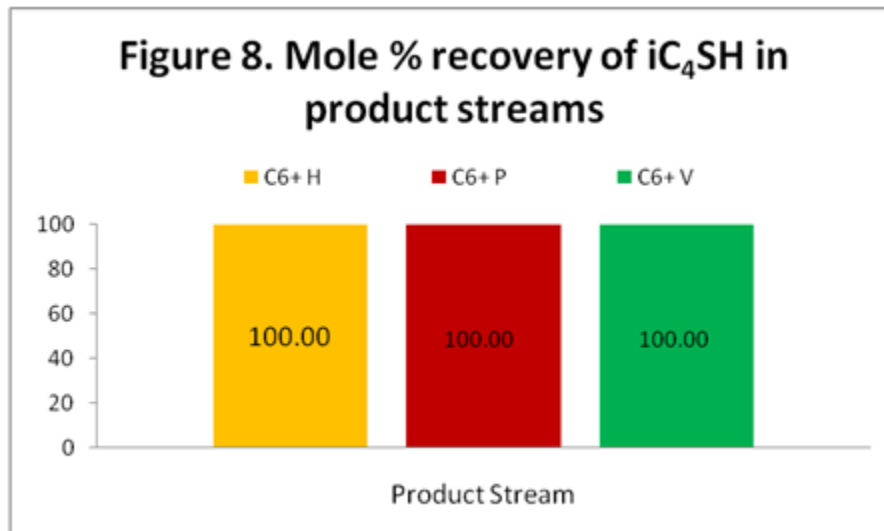 Figure 8. Mole % recovery of iC₄SH in
product streams
C6+ H C6+ P C6+ V
100
80
60
40
20
0
100.00 100.00 100.00
Product Stream